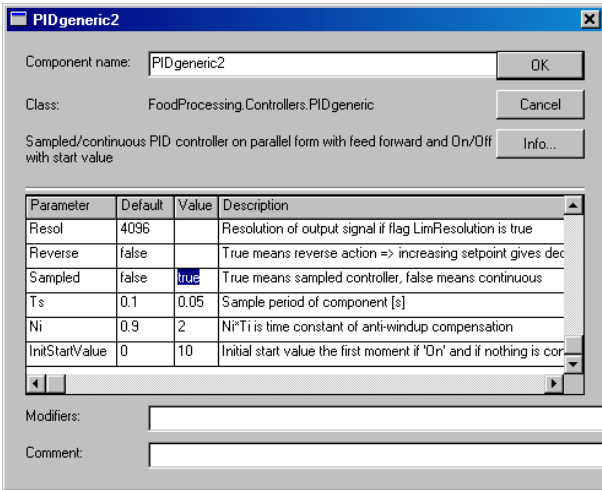 PIDgeneric2
Component name: PIDgeneric2 OK
Class: FoodProcessing.Controllers.PIDgeneric Cancel
Sampled/continuous PID controller on parallel form with feed forward and On/Off Info...
with start value
Parameter Default Value Description
Resol 4096 Resolution of output signal if flag LimResolution is true
Reverse false True means reverse action => increasing setpoint gives dec
Sampled false true True means sampled controller, false means continuous
Ts 0.1 0.05 Sample period of component [s]
Ni 0.9 2 Ni*Ti is time constant of anti-windup compensation
InitStartValue 0 10 Initial start value the first moment if 'On' and if nothing is con
Modifiers:
Comment: